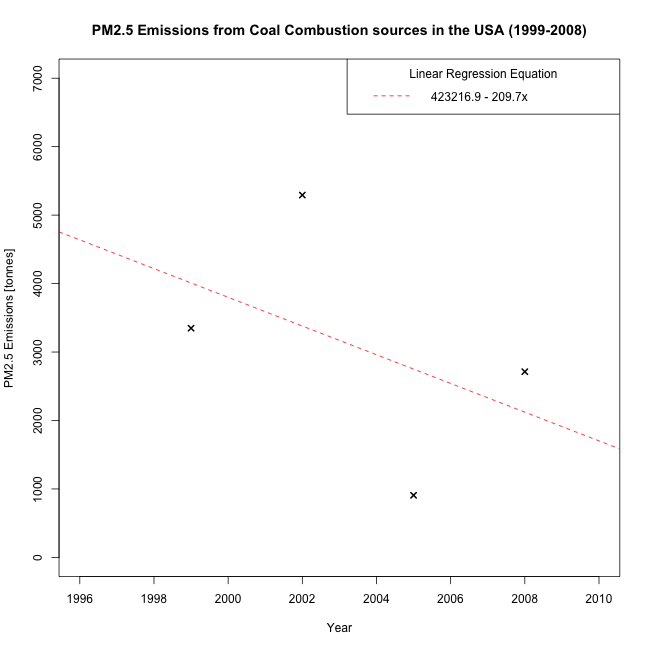 PM2.5 Emissions from Coal Combustion sources in the USA (1999-2008)
Linear Regression Equation
423216.9 - 209.7x
PM2.5 Emissions [tonnes]
7000
6000
5000
4000
3000
2000
1000
0
1996 1998 2000 2002 2004 2006 2008 2010
Year